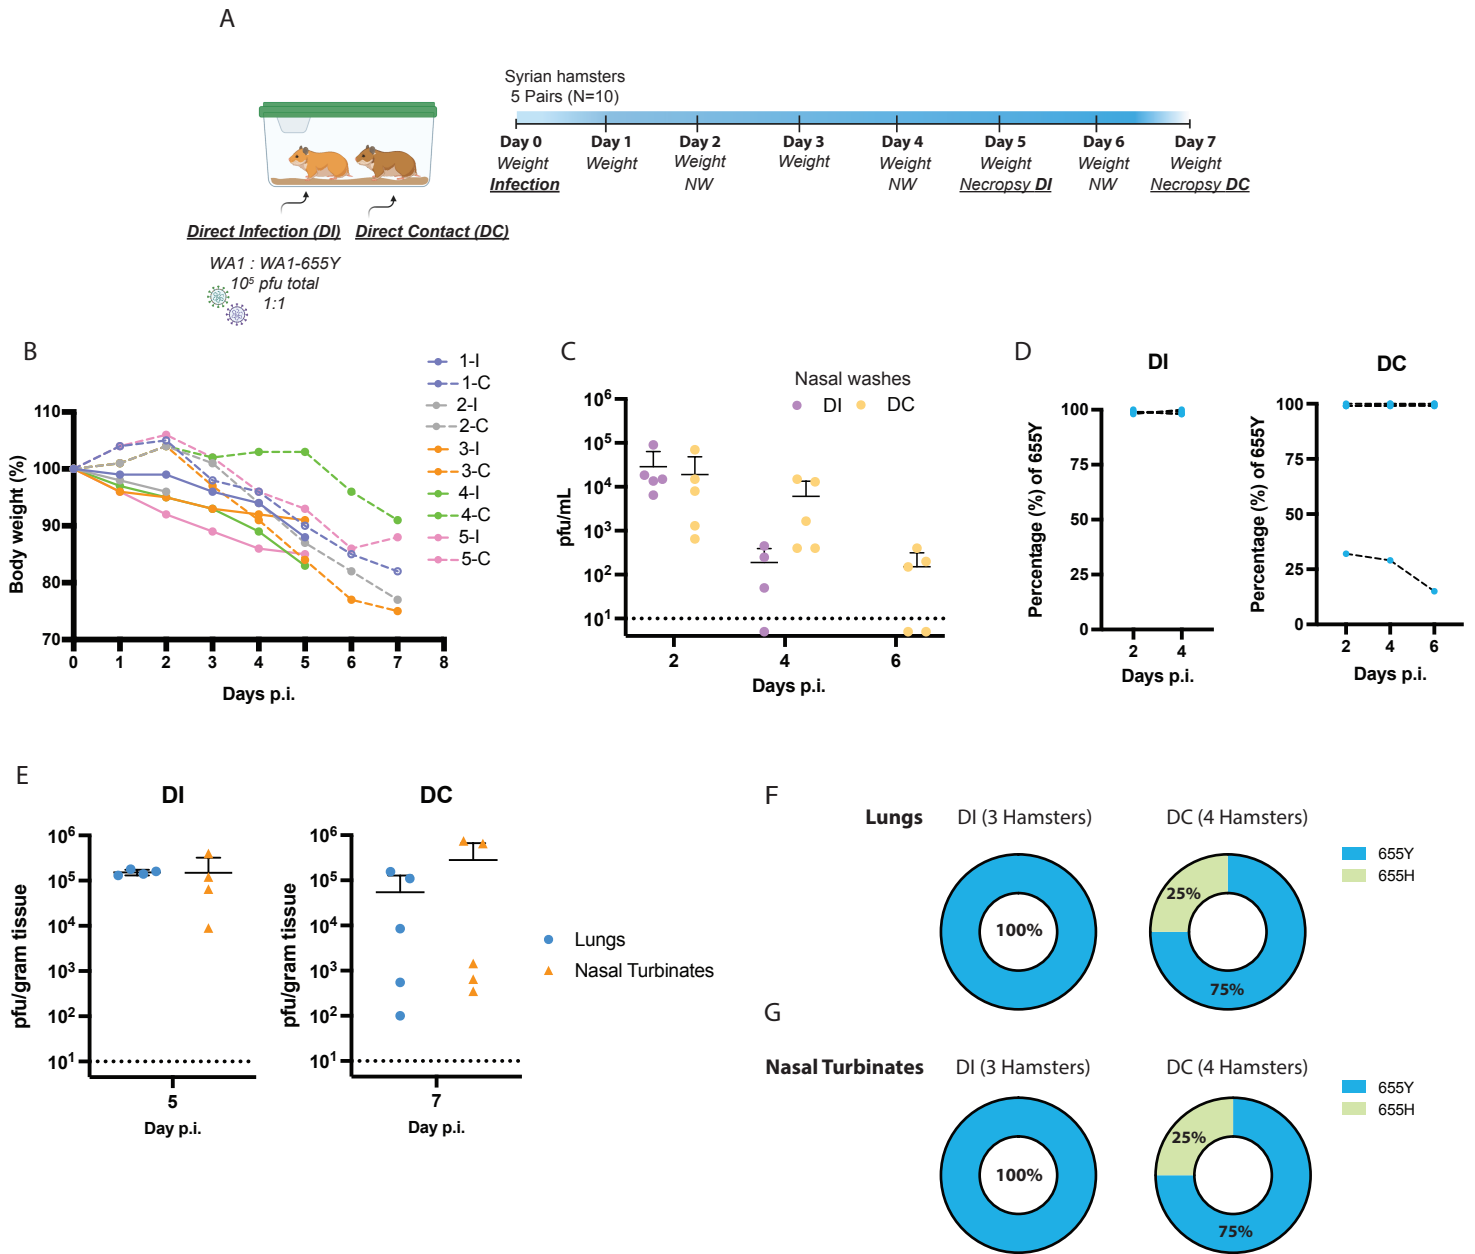 A
Syrian hamsters
5 Pairs (N=10)
Day 0
Weight
Infection
Day 1
Weight
Day 2
Weight
NW
Day 3
Weight
Day 4
Weight
NW
Day 5
Weight
Necropsy DI
Day 6
Weight
NW
Day 7
Weight
Necropsy DC
Direct Infection (DI)
Direct Contact (DC)
WA1 : WA1-655Y
10⁵ pfu total
1:1
B
Body weight (%)
110
100
90
80
70
0 1 2 3 4 5 6 7 8
Days p.i.
1-I
1-C
2-I
2-C
3-I
3-C
4-I
4-C
5-I
5-C
C
Nasal washes
DI DC
pfu/mL
10⁶
10⁵
10⁴
10³
10²
10¹
2 4 6
Days p.i.
D
DI
Percentage (%) of 655Y
100
75
50
25
0
2 4
Days p.i.
DC
Percentage (%) of 655Y
100
75
50
25
0
2 4 6
Days p.i.
E
DI
pfu/gram tissue
10⁶
10⁵
10⁴
10³
10²
10¹
5
Day p.i.
DC
pfu/gram tissue
10⁶
10⁵
10⁴
10³
10²
10¹
7
Day p.i.
Lungs
Nasal Turbinates
F
Lungs
DI (3 Hamsters)
DC (4 Hamsters)
100%
25%
75%
655Y
655H
G
Nasal Turbinates
DI (3 Hamsters)
DC (4 Hamsters)
100%
25%
75%
655Y
655H